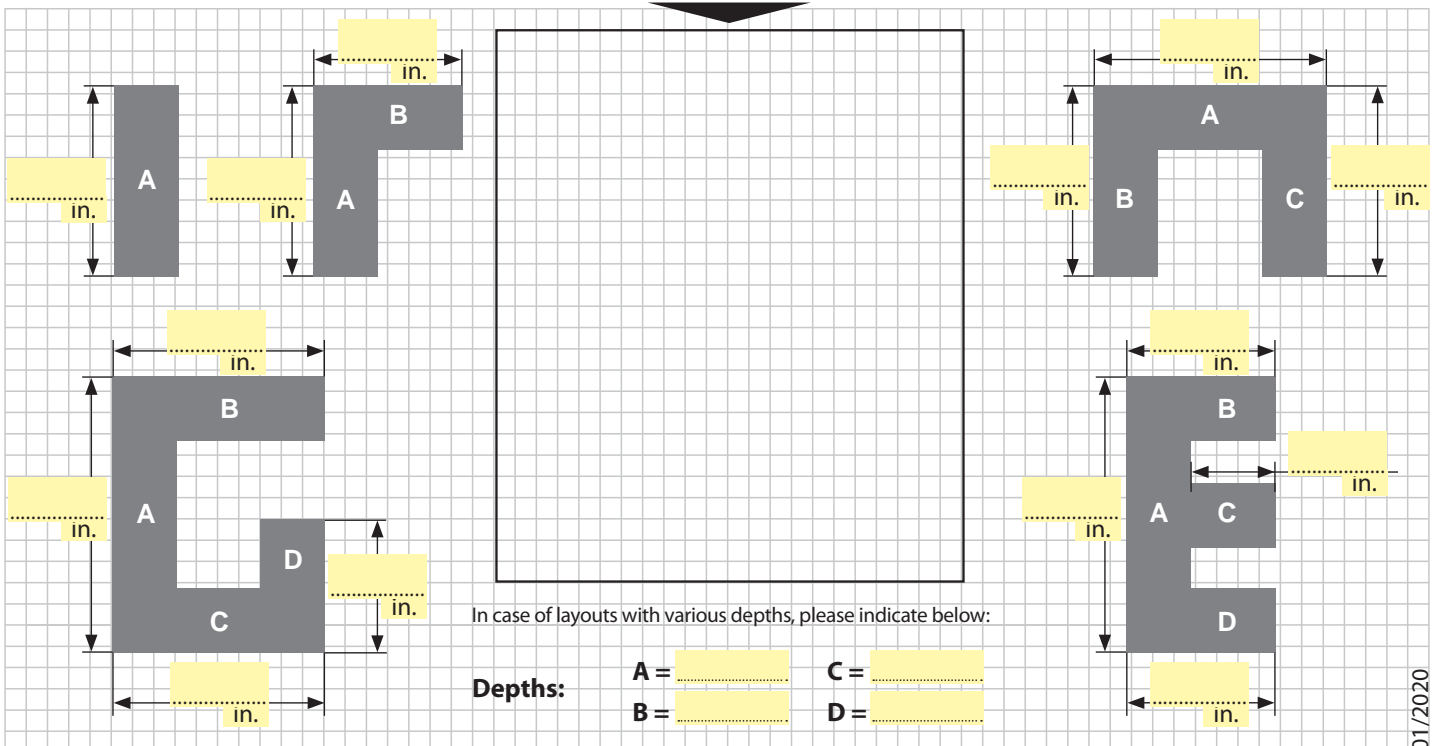 in.
in.
B
A
A
A
B
C
in.
in.
in.
in.
in.
in.
B
B
in.
in.
A
A
C
in.
in.
D
in.
C
D
In case of layouts with various depths, please indicate below:
Depths:
A = ....................
C = ....................
B = ....................
D = ....................
in.
in.
01/2020